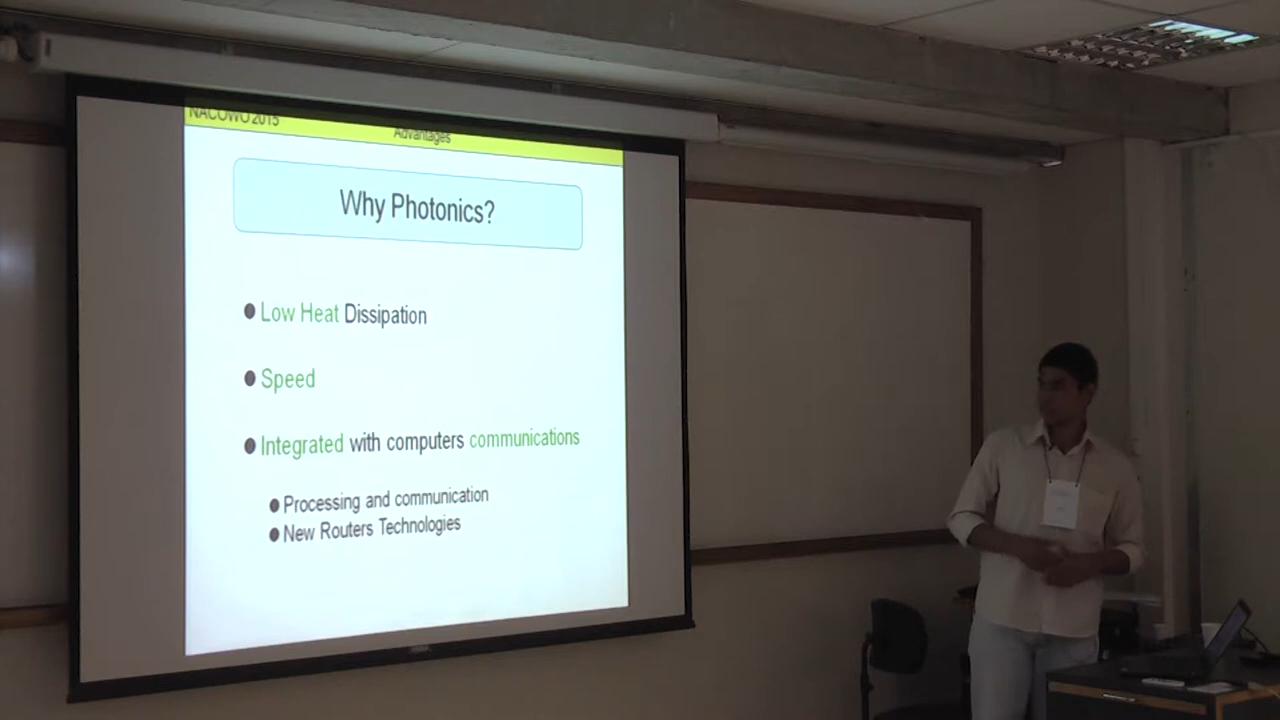 NACOWO 2015
Advantages
Why Photonics?
Low Heat Dissipation
Speed
Integrated with computers communications
Processing and communication
New Routers Technologies